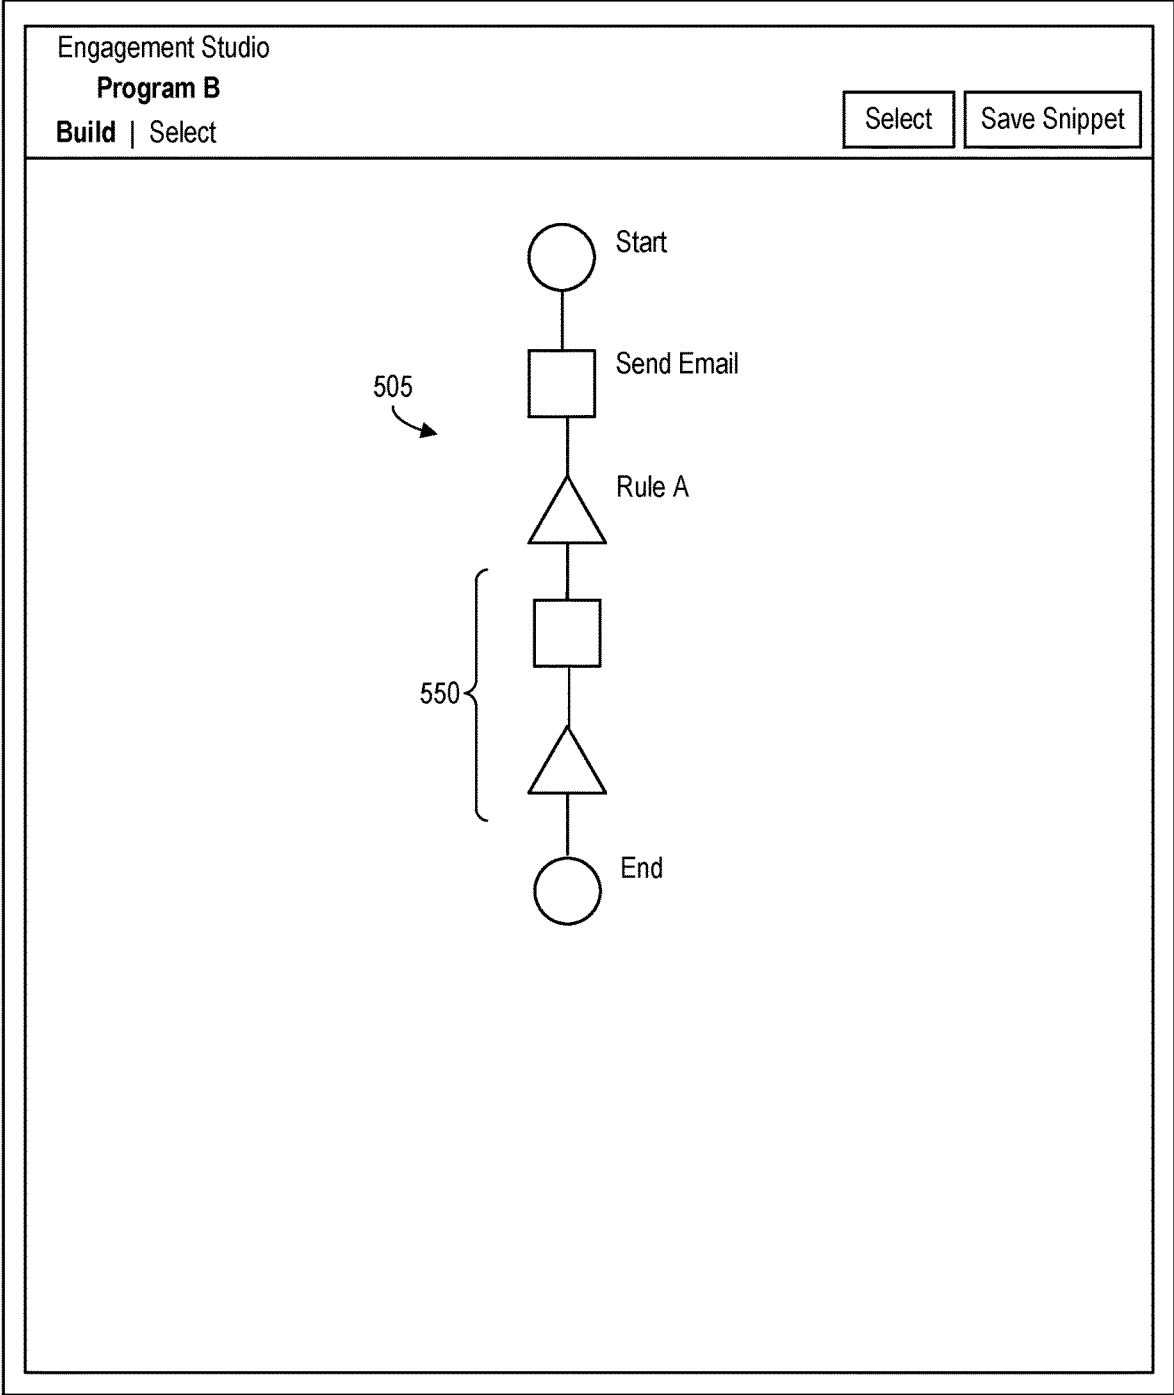 Engagement Studio
Program B
Build | Select
Select
Save Snippet
Start
Send Email
505
Rule A
550
End